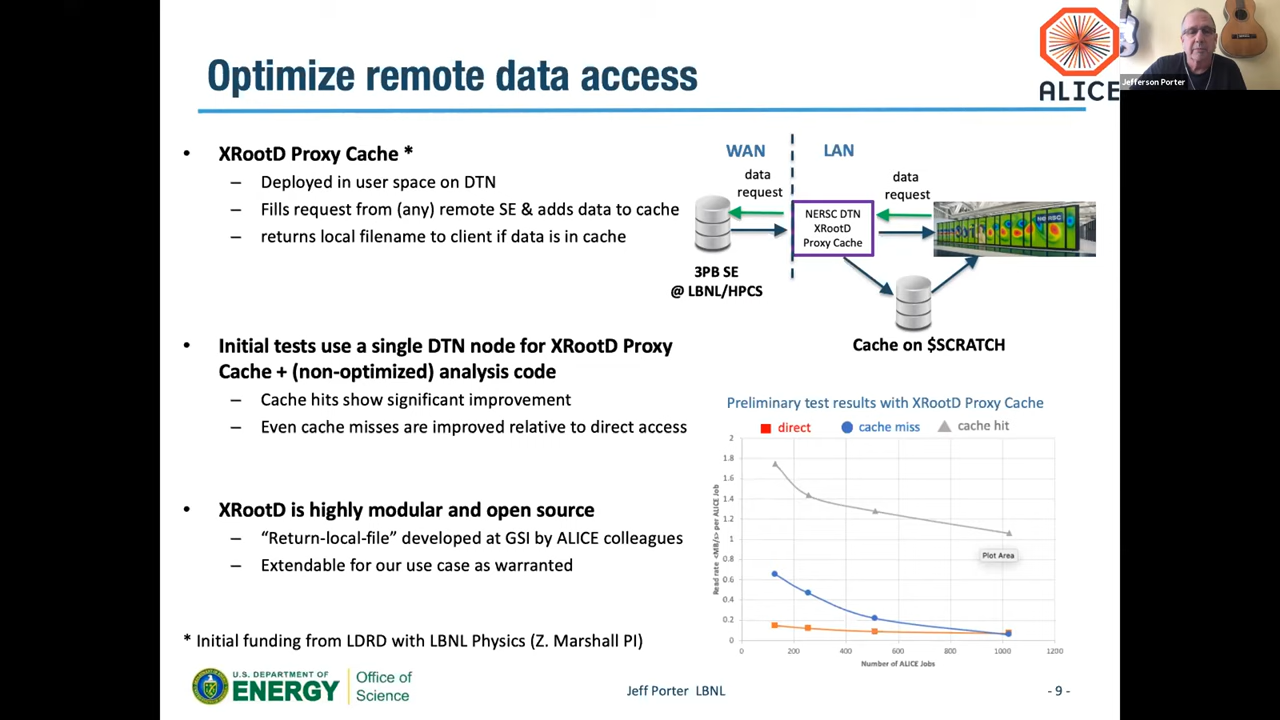 Optimize remote data access
ALICE
Jefferson Porter
• XRootD Proxy Cache *
– Deployed in user space on DTN
– Fills request from (any) remote SE & adds data to cache
– returns local filename to client if data is in cache
WAN
LAN
data
request
data
request
NERSC DTN
XRootD
Proxy Cache
NERSC
3PB SE
@ LBNL/HPCS
Cache on $SCRATCH
• Initial tests use a single DTN node for XRootD Proxy
Cache + (non-optimized) analysis code
– Cache hits show significant improvement
– Even cache misses are improved relative to direct access
• XRootD is highly modular and open source
– “Return-local-file” developed at GSI by ALICE colleagues
– Extendable for our use case as warranted
Preliminary test results with XRootD Proxy Cache
direct
cache miss
cache hit
2
1.8
1.6
1.4
1.2
1
0.8
0.6
0.4
0.2
0
Read rate <MB/s> per ALICE Job
Plot Area
0
200
400
600
800
1000
1200
Number of ALICE Jobs
* Initial funding from LDRD with LBNL Physics (Z. Marshall PI)
U.S. DEPARTMENT OF
ENERGY
Office of
Science
Jeff Porter LBNL
- 9 -